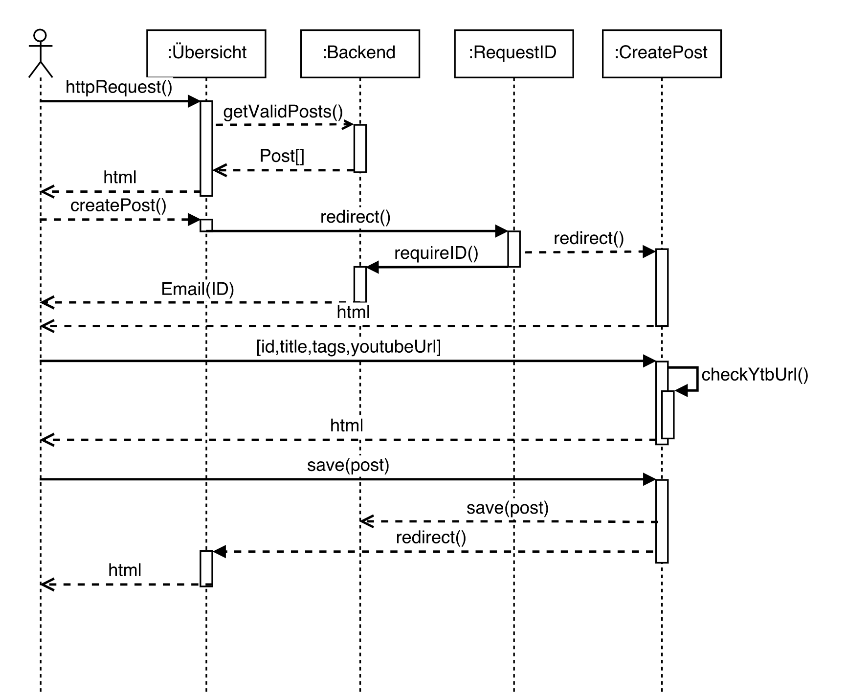 :Übersicht
:Backend
:RequestID
:CreatePost
httpRequest()
getValidPosts()
Post[]
html
createPost()
redirect()
redirect()
requireID()
Email(ID)
html
[id,title,tags,youtubeUrl]
checkYtbUrl()
html
save(post)
save(post)
redirect()
html